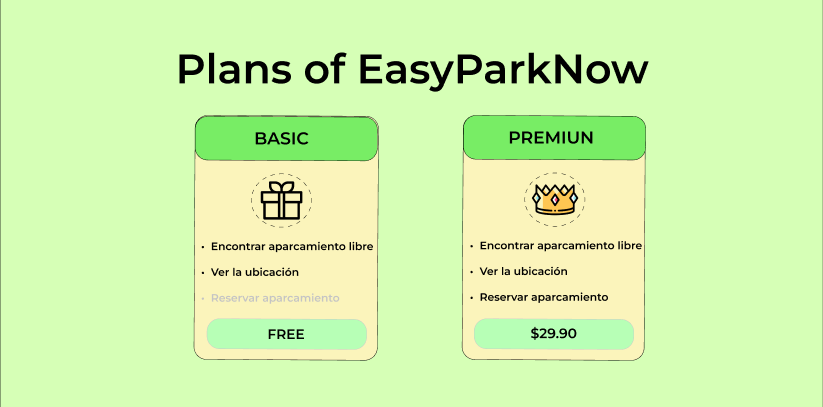 Plans of EasyParkNow
BASIC
• Encontrar aparcamiento libre
• Ver la ubicación
• Reservar aparcamiento
FREE
PREMIUN
• Encontrar aparcamiento libre
• Ver la ubicación
• Reservar aparcamiento
$29.90